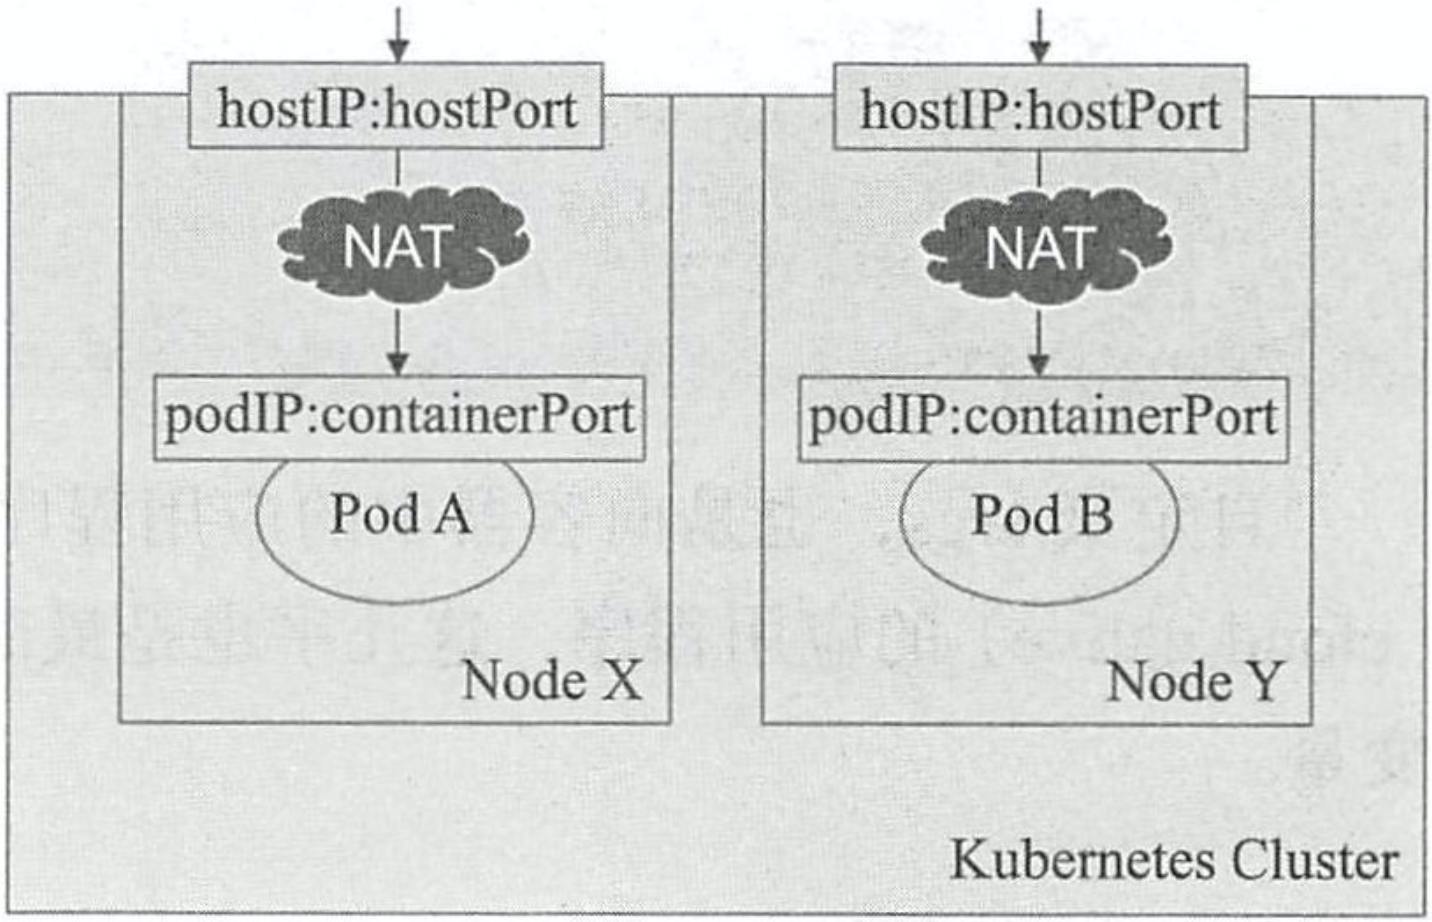 hostIP:hostPort
NAT
podIP:containerPort
Pod A
Node X
hostIP:hostPort
NAT
podIP:containerPort
Pod B
Node Y
Kubernetes Cluster